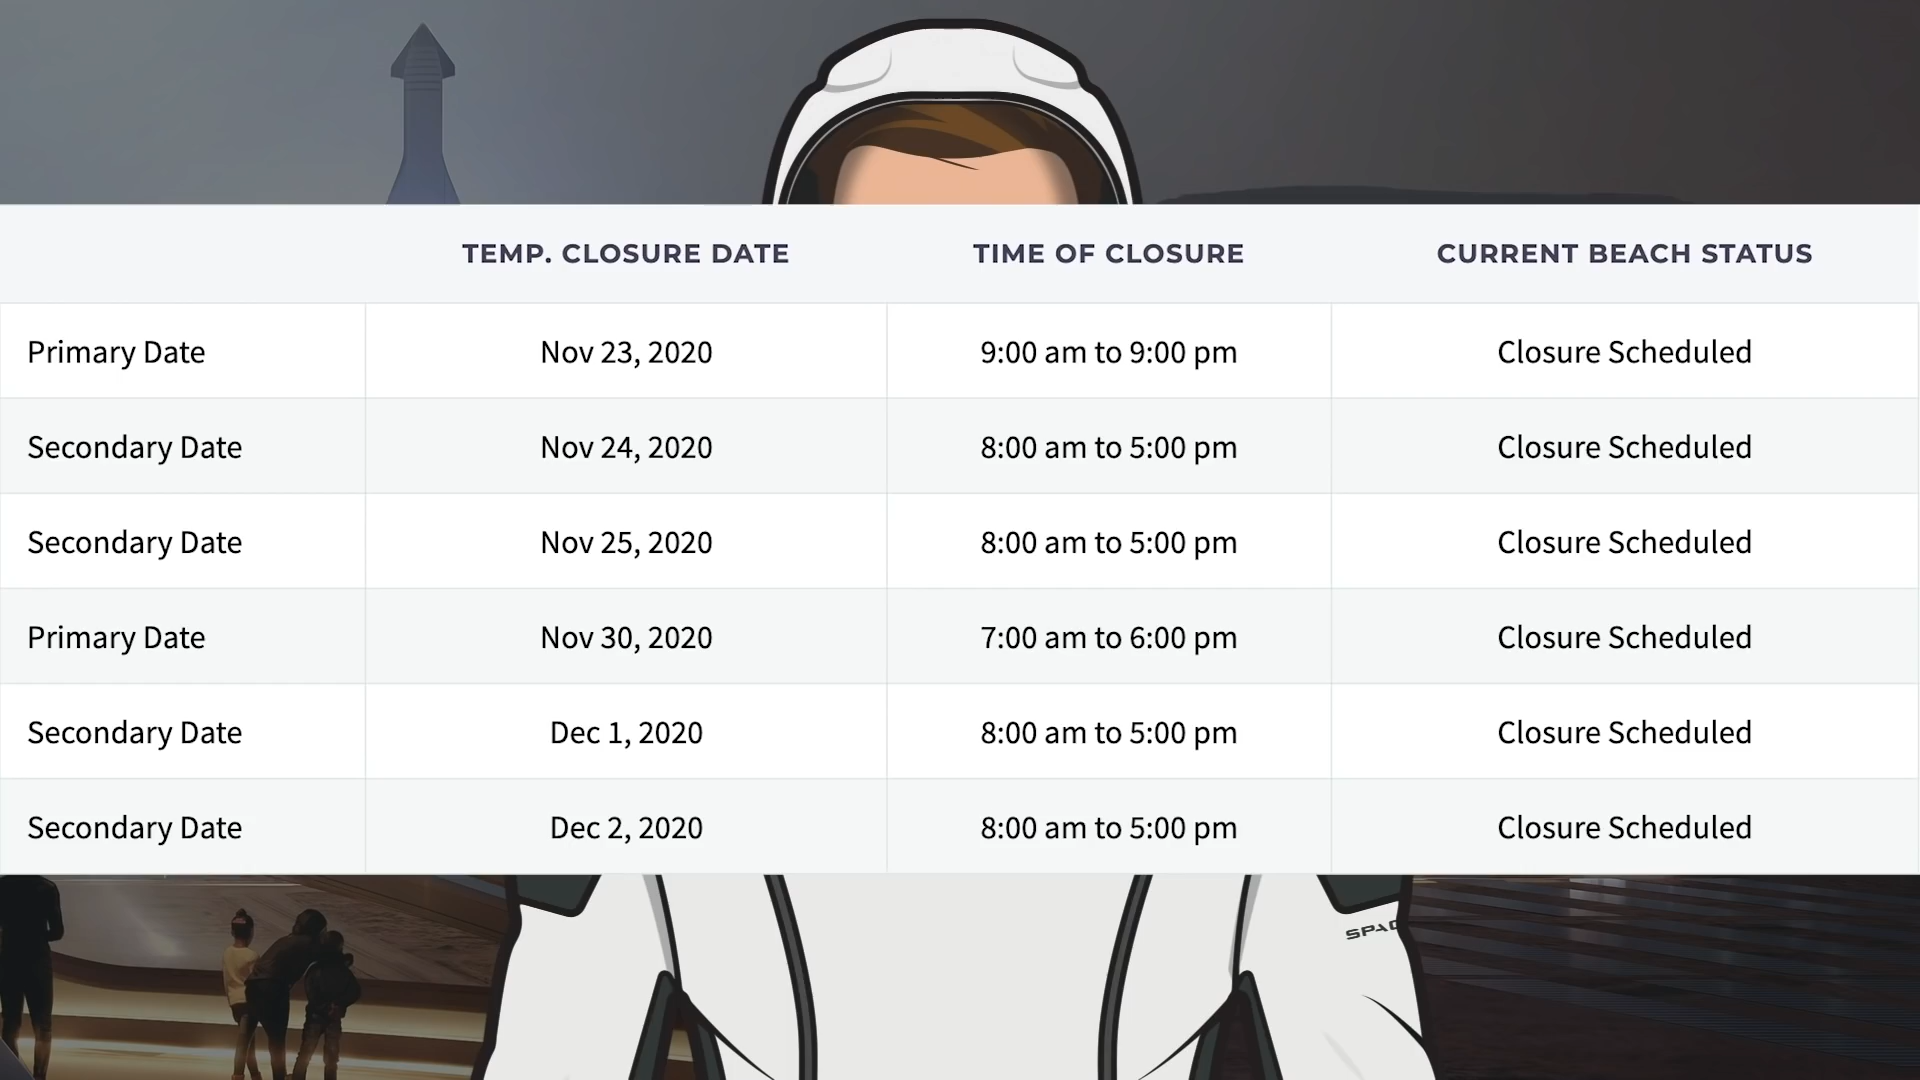 TEMP. CLOSURE DATE TIME OF CLOSURE CURRENT BEACH STATUS
Primary Date Nov 23, 2020 9:00 am to 9:00 pm Closure Scheduled
Secondary Date Nov 24, 2020 8:00 am to 5:00 pm Closure Scheduled
Secondary Date Nov 25, 2020 8:00 am to 5:00 pm Closure Scheduled
Primary Date Nov 30, 2020 7:00 am to 6:00 pm Closure Scheduled
Secondary Date Dec 1, 2020 8:00 am to 5:00 pm Closure Scheduled
Secondary Date Dec 2, 2020 8:00 am to 5:00 pm Closure Scheduled